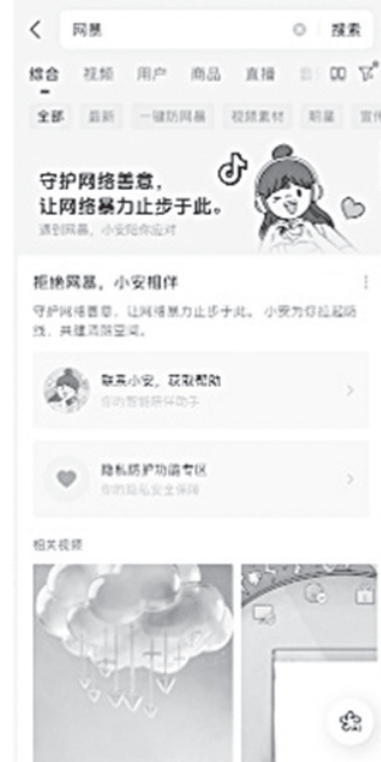 网暴 搜索
综合 视频 用户 商品 直播
全部 最新 一键防网暴 视频素材 明星
守护网络善意，
让网络暴力止步于此。
遇到网暴，小安陪你应对
拒绝网暴，小安相伴
守护网络善意，让网络暴力止步于此。小安为你拉起防
线，共建清朗空间。
联系小安，获取帮助
你的智能陪伴助手
隐私防护功能专区
你的隐私安全保障
相关视频